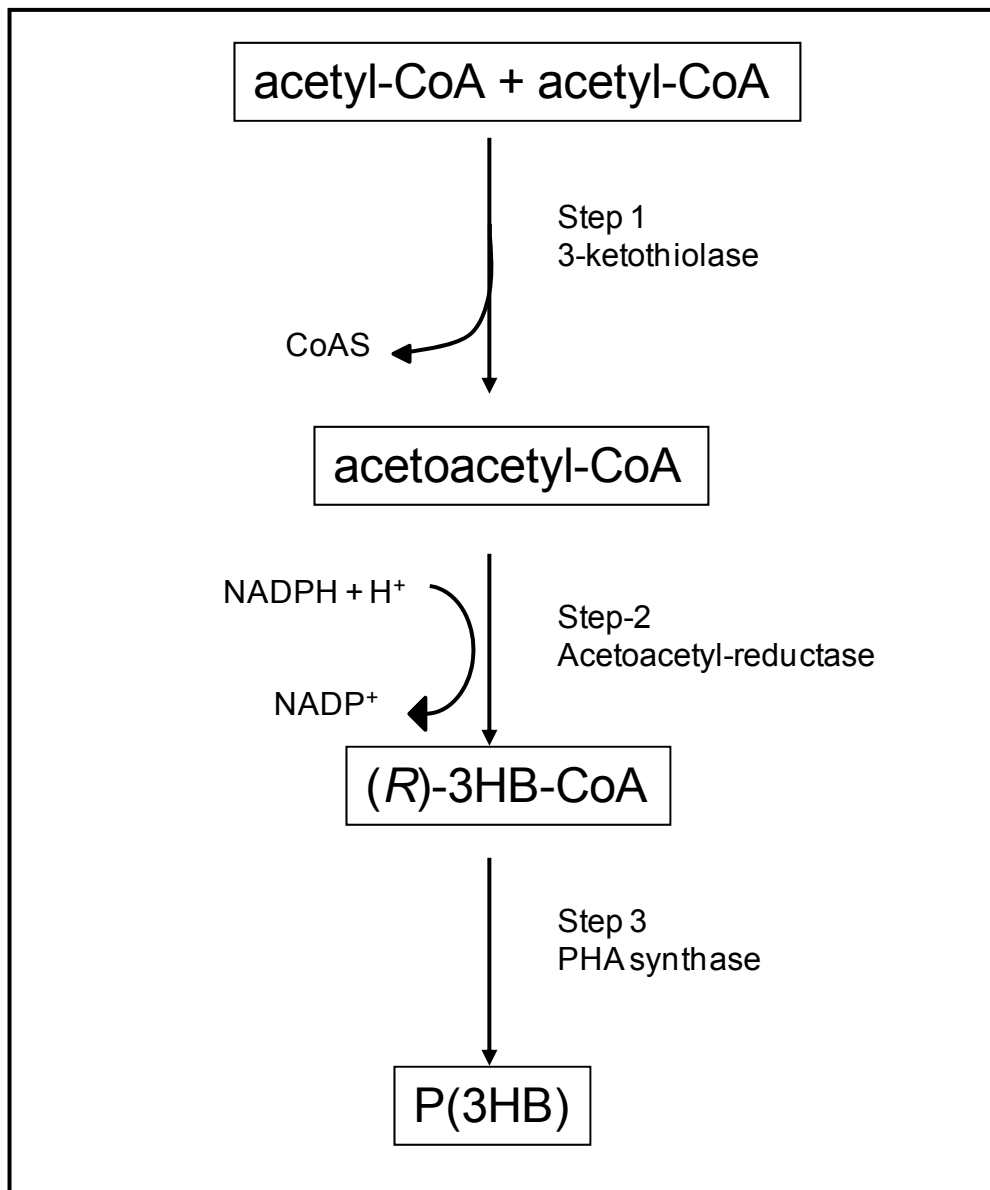 acetyl-CoA + acetyl-CoA
Step 1
3-ketothiolase
CoAS
acetoacetyl-CoA
NADPH + H⁺
Step-2
Acetoacetyl-reductase
NADP⁺
(R)-3HB-CoA
Step 3
PHA synthase
P(3HB)